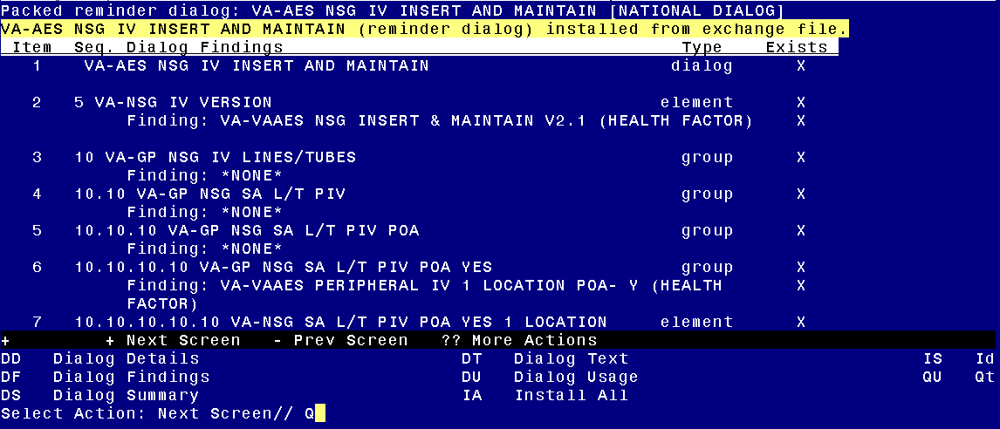 Packed reminder dialog: VA-AES NSG IV INSERT AND MAINTAIN [NATIONAL DIALOG]
VA-AES NSG IV INSERT AND MAINTAIN (reminder dialog) installed from exchange file.
Item Seq. Dialog Findings Type Exists
1 VA-AES NSG IV INSERT AND MAINTAIN dialog X
2 5 VA-NSG IV VERSION element X
Finding: VA-VAAES NSG INSERT & MAINTAIN V2.1 (HEALTH FACTOR) X
3 10 VA-GP NSG IV LINES/TUBES group X
Finding: *NONE*
4 10.10 VA-GP NSG SA L/T PIV group X
Finding: *NONE*
5 10.10.10 VA-GP NSG SA L/T PIV POA group X
Finding: *NONE*
6 10.10.10.10 VA-GP NSG SA L/T PIV POA YES group X
Finding: VA-VAAES PERIPHERAL IV 1 LOCATION POA- Y (HEALTH X
FACTOR)
7 10.10.10.10.10 VA-NSG SA L/T PIV POA YES 1 LOCATION element X
+ + Next Screen - Prev Screen ?? More Actions
DD Dialog Details DT Dialog Text IS Id
DF Dialog Findings DU Dialog Usage QU Qt
DS Dialog Summary IA Install All
Select Action: Next Screen// Q